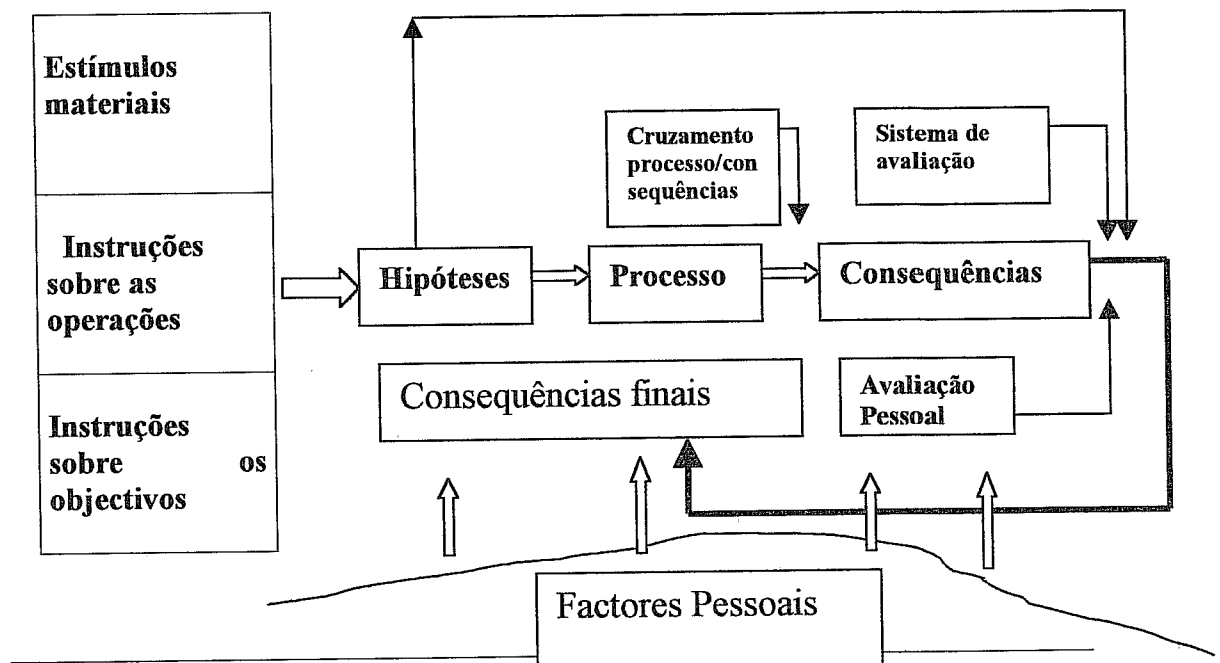 Estímulos
materiais
Instruções
sobre as
operações
Instruções
sobre os
objectivos
Cruzamento
processo/con
sequências
Sistema de
avaliação
Hipóteses
Processo
Consequências
Consequências finais
Avaliação
Pessoal
Factores Pessoais